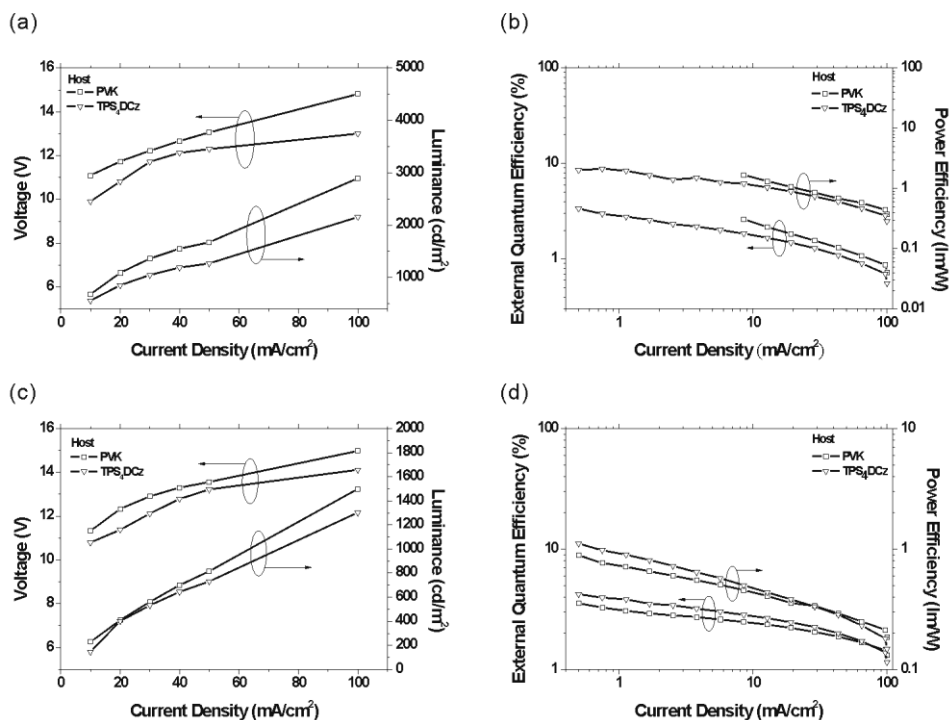 (a)
16
14
12
10
8
6
Voltage (V)
Host
PVK
TPS4DCz
5000
4000
3000
2000
1000
Luminance (cd/m²)
0
20
40
60
80
100
Current Density (mA/cm²)
(b)
100
10
1
External Quantum Efficiency (%)
Host
PVK
TPS4DCz
100
10
1
0.1
0.01
Power Efficiency (lm/W)
1
10
100
Current Density (mA/cm²)
(c)
16
14
12
10
8
6
Voltage (V)
Host
PVK
TPS4DCz
2000
1800
1600
1400
1200
1000
800
600
400
200
0
Luminance (cd/m²)
0
20
40
60
80
100
Current Density (mA/cm²)
(d)
100
10
1
External Quantum Efficiency (%)
Host
PVK
TPS4DCz
10
1
0.1
Power Efficiency (lm/W)
1
10
100
Current Density (mA/cm²)